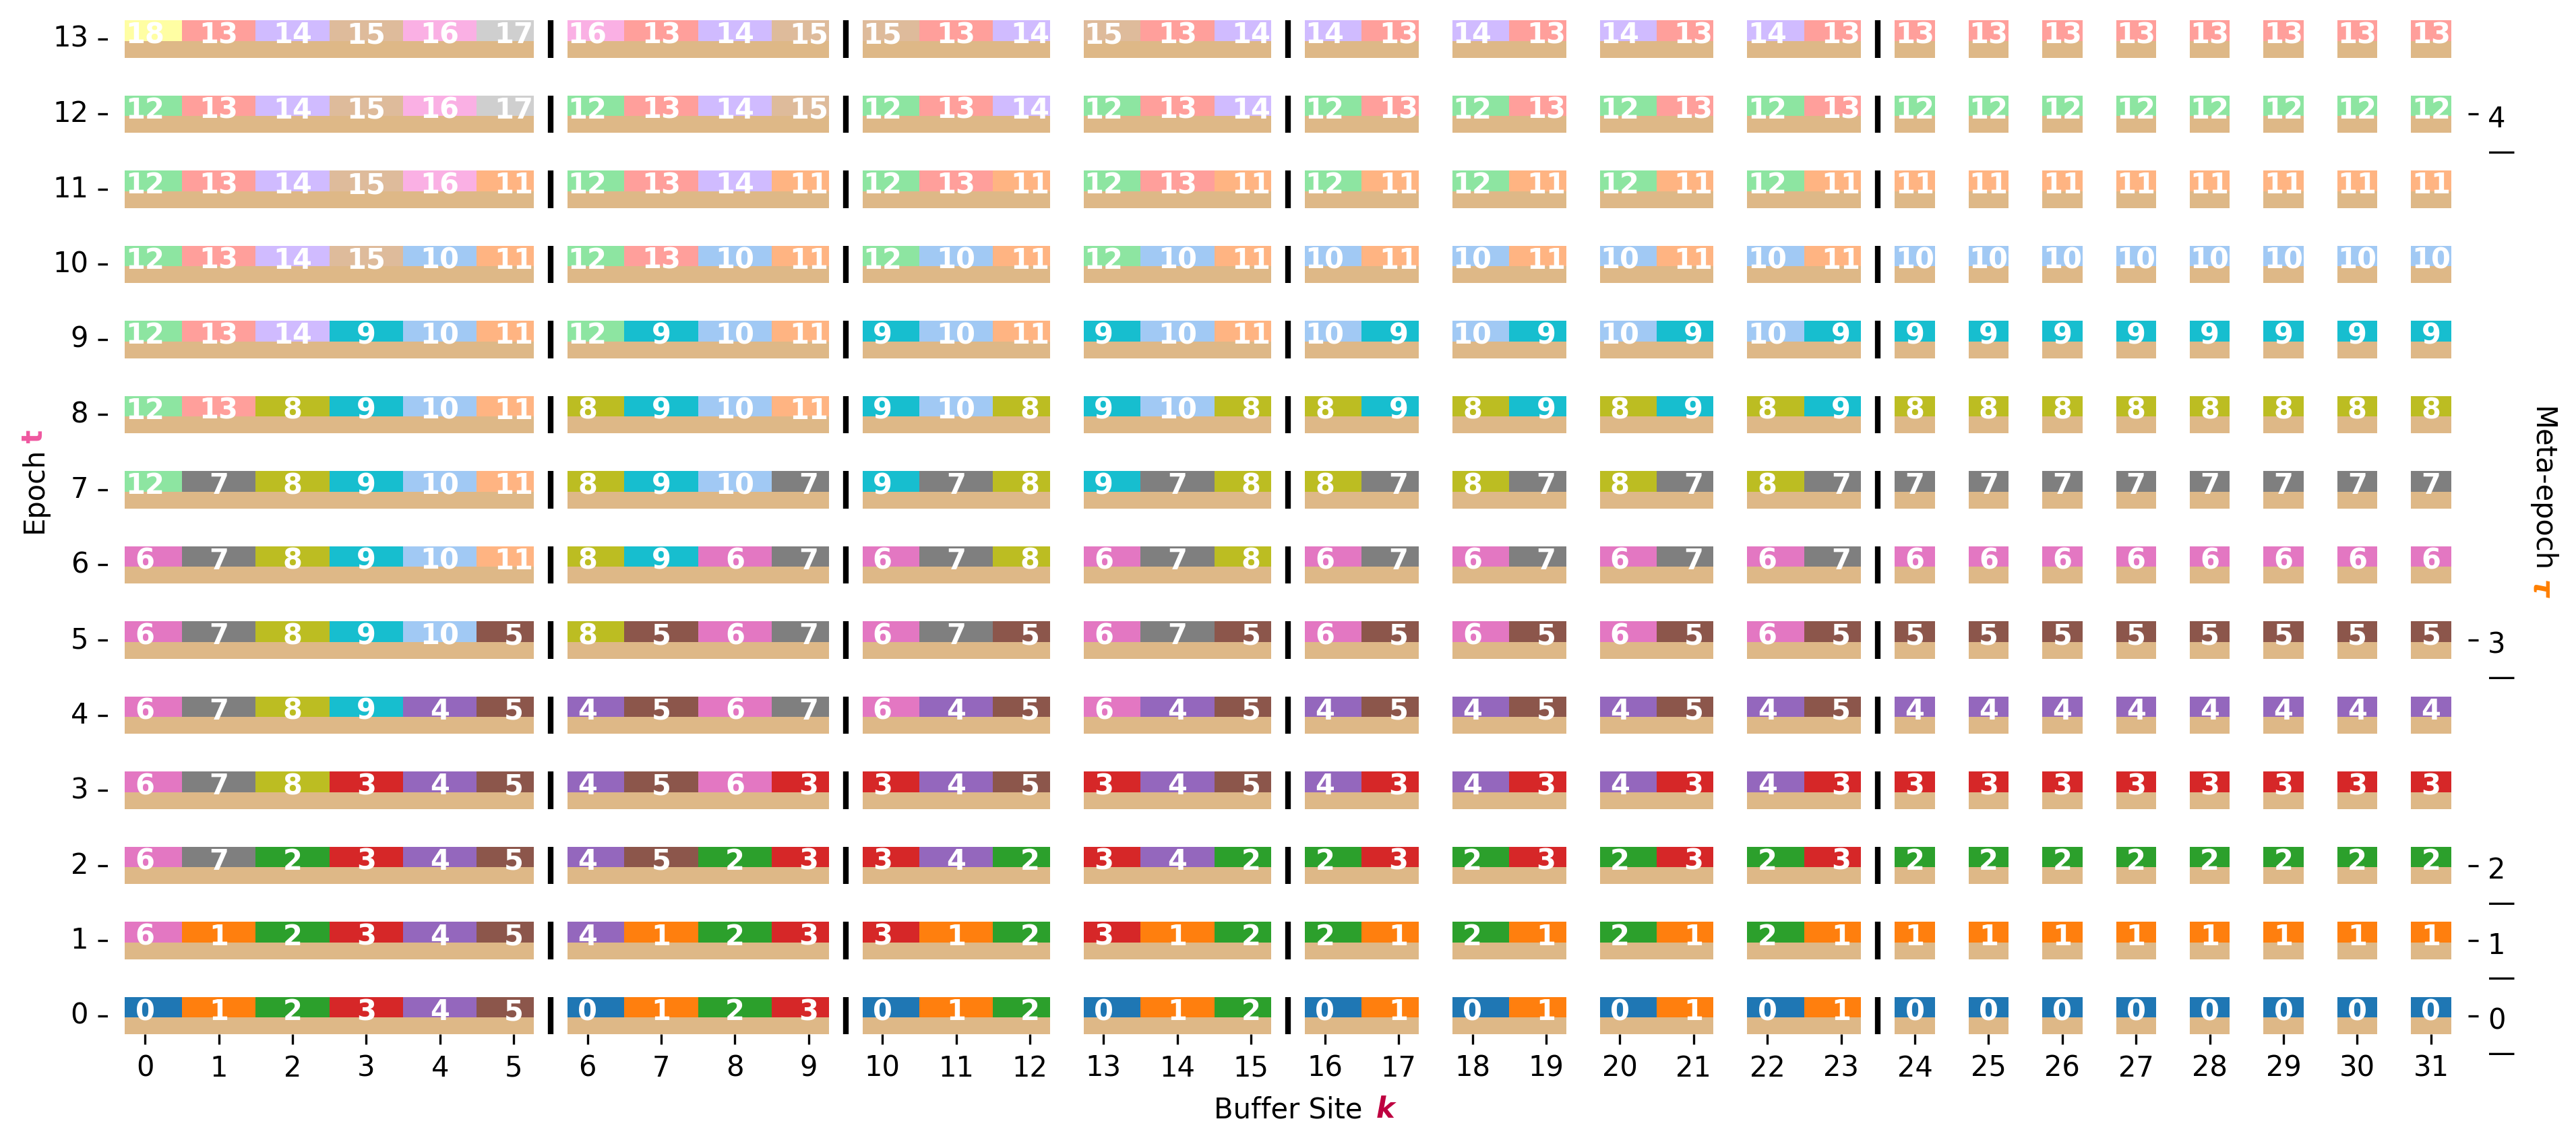 13 – 18 13 14 15 16 17 16 13 14 15 15 13 14 15 13 14 14 13 14 13 14 13 14 13 13 13 13 13 13 13 13 13
12 – 12 13 14 15 16 17 12 13 14 15 12 13 14 12 13 14 12 13 12 13 12 13 12 13 12 12 12 12 12 12 12 12 – 4
11 – 12 13 14 15 16 11 12 13 14 11 12 13 11 12 13 11 12 11 12 11 12 11 12 11 11 11 11 11 11 11 11 11
10 – 12 13 14 15 10 11 12 13 10 11 12 10 11 12 10 11 10 11 10 11 10 11 10 11 10 10 10 10 10 10 10 10
9 – 12 13 14 9 10 11 12 9 10 11 9 10 11 9 10 11 10 9 10 9 10 9 10 9 9 9 9 9 9 9 9 9
8 – 12 13 8 9 10 11 8 9 10 11 9 10 8 9 10 8 8 9 8 9 8 9 8 9 8 8 8 8 8 8 8 8
7 – 12 7 8 9 10 11 8 9 10 7 9 7 8 9 7 8 8 7 8 7 8 7 8 7 7 7 7 7 7 7 7 7
6 – 6 7 8 9 10 11 8 9 6 7 6 7 8 6 7 8 6 7 6 7 6 7 6 7 6 6 6 6 6 6 6 6
5 – 6 7 8 9 10 5 8 5 6 7 6 7 5 6 7 5 6 5 6 5 6 5 6 5 5 5 5 5 5 5 5 5 – 3
4 – 6 7 8 9 4 5 4 5 6 7 6 4 5 6 4 5 4 5 4 5 4 5 4 5 4 4 4 4 4 4 4 4
3 – 6 7 8 3 4 5 4 5 6 3 3 4 5 3 4 5 4 3 4 3 4 3 4 3 3 3 3 3 3 3 3 3
2 – 6 7 2 3 4 5 4 5 2 3 3 4 2 3 4 2 2 3 2 3 2 3 2 3 2 2 2 2 2 2 2 2 – 2
1 – 6 1 2 3 4 5 4 1 2 3 3 1 2 3 1 2 2 1 2 1 2 1 2 1 1 1 1 1 1 1 1 1 – 1
0 – 0 1 2 3 4 5 0 1 2 3 0 1 2 0 1 2 0 1 0 1 0 1 0 1 0 0 0 0 0 0 0 0 – 0
0 1 2 3 4 5 6 7 8 9 10 11 12 13 14 15 16 17 18 19 20 21 22 23 24 25 26 27 28 29 30 31
Buffer Site k
Epoch t
Meta-epoch τ